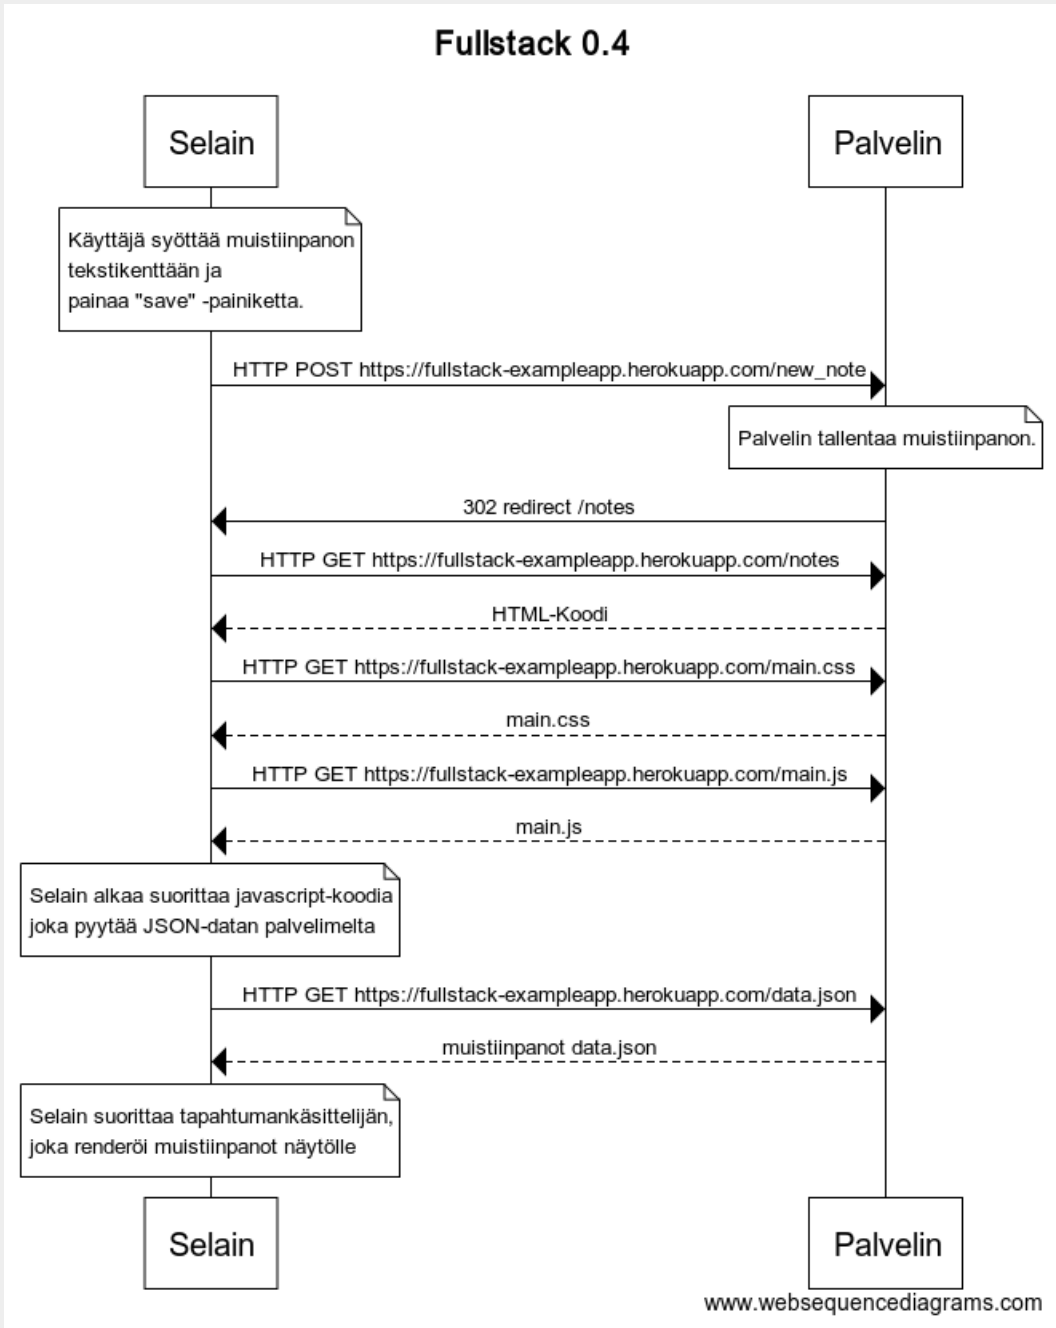 Fullstack 0.4
Selain
Palvelin
Käyttäjä syöttää muistiinpanon
tekstikenttään ja
painaa "save" -painiketta.
HTTP POST https://fullstack-exampleapp.herokuapp.com/new_note
Palvelin tallentaa muistiinpanon.
302 redirect /notes
HTTP GET https://fullstack-exampleapp.herokuapp.com/notes
HTML-Koodi
HTTP GET https://fullstack-exampleapp.herokuapp.com/main.css
main.css
HTTP GET https://fullstack-exampleapp.herokuapp.com/main.js
main.js
Selain alkaa suorittaa javascript-koodia
joka pyytää JSON-datan palvelimelta
HTTP GET https://fullstack-exampleapp.herokuapp.com/data.json
muistiinpanot data.json
Selain suorittaa tapahtumankäsittelijän,
joka renderöi muistiinpanot näytölle
Selain
Palvelin
www.websequencediagrams.com